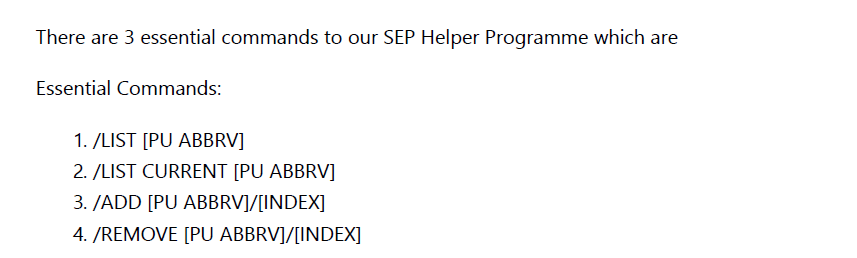 There are 3 essential commands to our SEP Helper Programme which are
Essential Commands:
1. /LIST [PU ABBRV]
2. /LIST CURRENT [PU ABBRV]
3. /ADD [PU ABBRV]/[INDEX]
4. /REMOVE [PU ABBRV]/[INDEX]